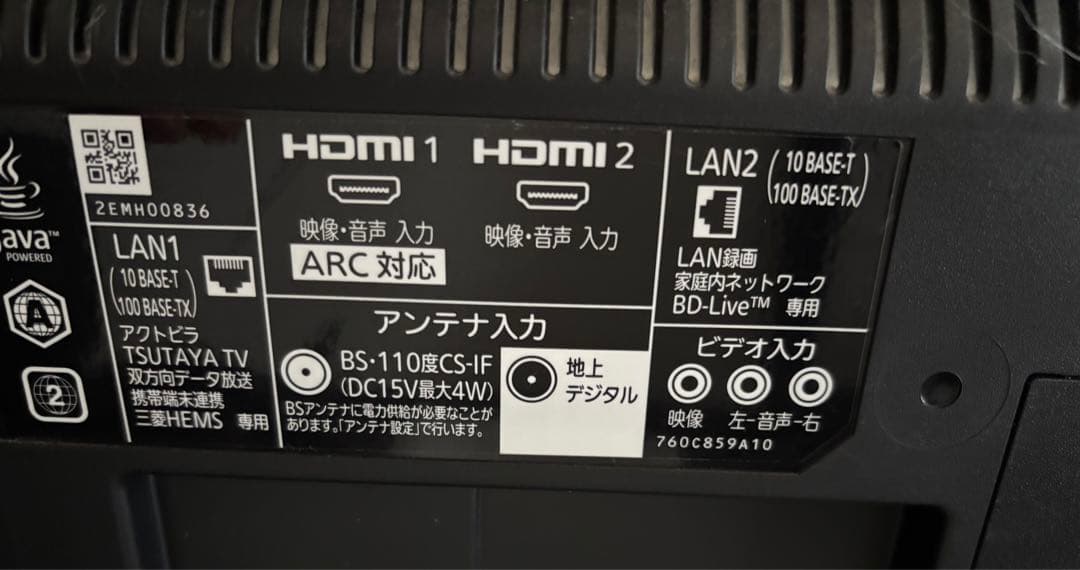 Java™
POWERED
A
2
2EMH00836
LAN1
(10 BASE-T
100 BASE-TX)
アクトビラ
TSUTAYA TV
双方向データ放送
携帯端末連携
三菱HEMS 専用
HDMI 1
映像・音声 入力
ARC 対応
HDMI 2
映像・音声 入力
アンテナ入力
BS・110度CS-IF
(DC15V最大4W)
BSアンテナに電力供給が必要なことが
あります。「アンテナ設定」で行います。
地上
デジタル
LAN2 (10 BASE-T
100 BASE-TX)
LAN録画
家庭内ネットワーク
BD-Live™ 専用
ビデオ入力
映像 左-音声-右
760C859A10